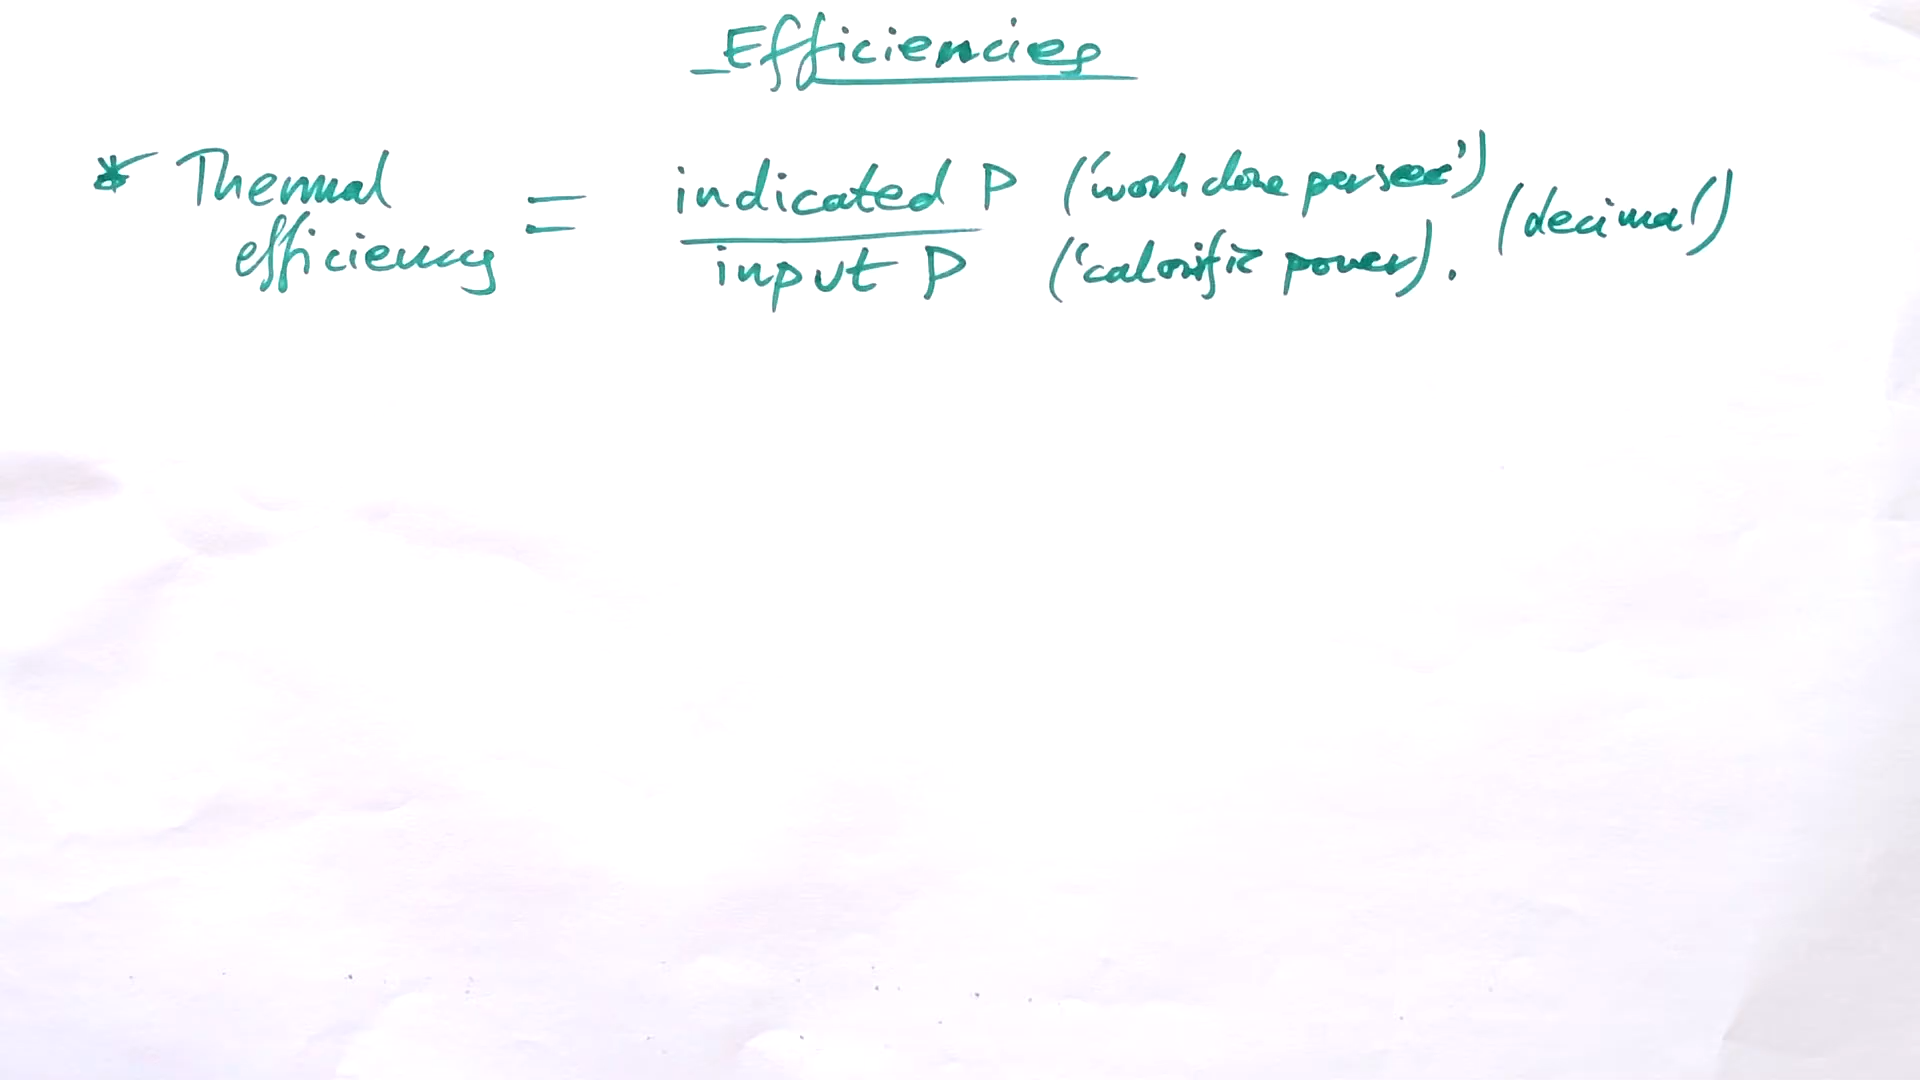 Efficiencies
* Thermal efficiency = indicated P ('work done per sec') / input P ('calorific power). (decimal)